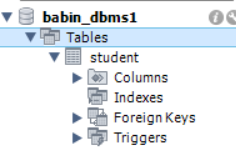 babin_dbms1
Tables
student
Columns
Indexes
Foreign Keys
Triggers